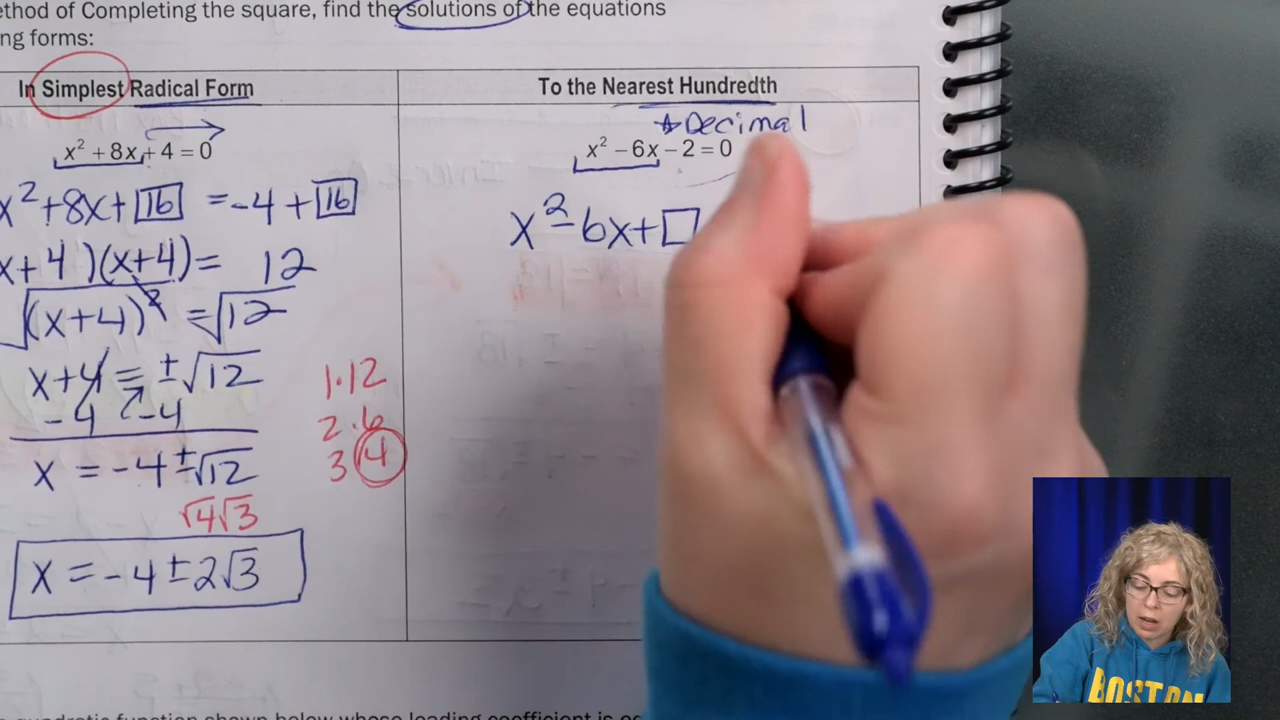 ethod of Completing the square, find the solutions of the equations
ng forms:
In Simplest Radical Form
x² + 8x + 4 = 0
x²+8x+16 = -4+16
x+4)(x+4) = 12
√(x+4)² = √12
x+4 = ±√12
-4 -4
x = -4 ± √12
√4√3
x = -4 ± 2√3
1·12
2·6
3 4
To the Nearest Hundredth
*Decimal
x² − 6x − 2 = 0
x²-6x+□
BOSTON